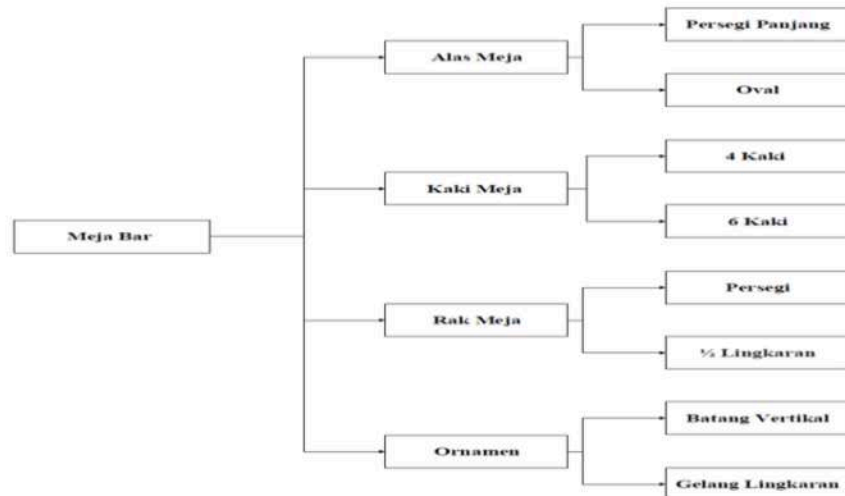 Meja Bar
Alas Meja
Persegi Panjang
Oval
Kaki Meja
4 Kaki
6 Kaki
Rak Meja
Persegi
½ Lingkaran
Ornamen
Batang Vertikal
Gelang Lingkaran